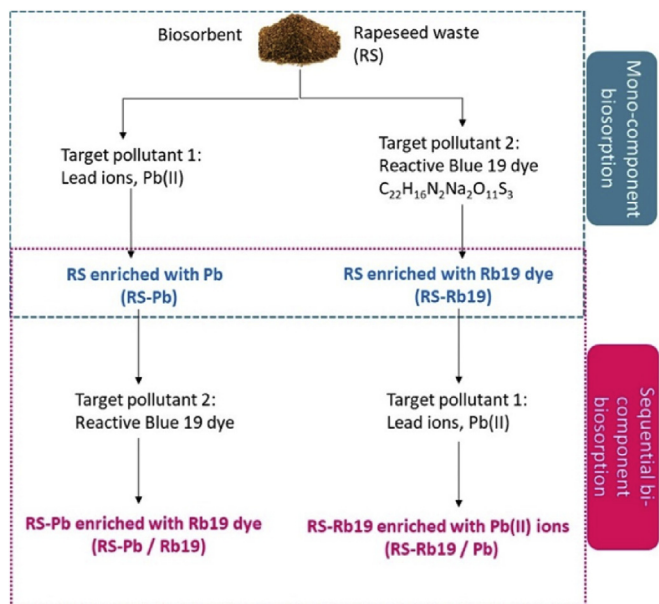 Biosorbent
Rapeseed waste
(RS)
Mono-component
biosorption
Target pollutant 1:
Lead ions, Pb(II)
Target pollutant 2:
Reactive Blue 19 dye
C₂₂H₁₆N₂Na₂O₁₁S₃
RS enriched with Pb
(RS-Pb)
RS enriched with Rb19 dye
(RS-Rb19)
Target pollutant 2:
Reactive Blue 19 dye
Target pollutant 1:
Lead ions, Pb(II)
Sequential bi-
component
biosorption
RS-Pb enriched with Rb19 dye
(RS-Pb / Rb19)
RS-Rb19 enriched with Pb(II) ions
(RS-Rb19 / Pb)